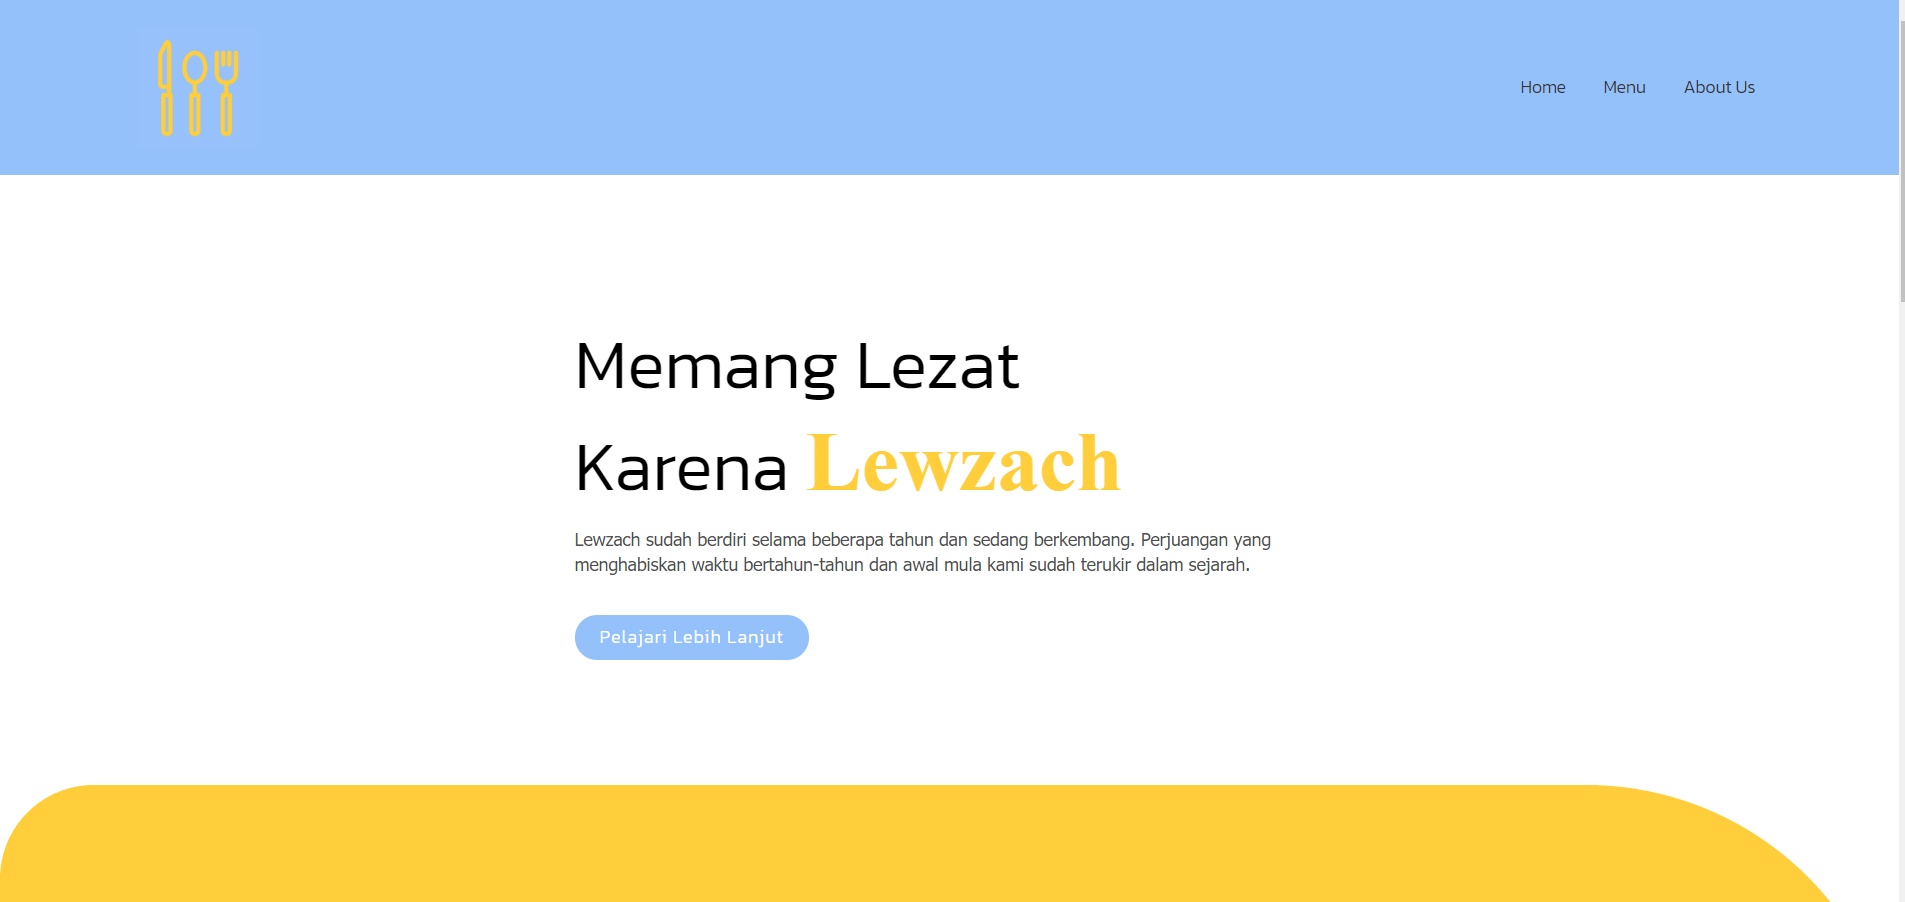 Home Menu About Us
Memang Lezat
Karena Lewzach
Lewzach sudah berdiri selama beberapa tahun dan sedang berkembang. Perjuangan yang
menghabiskan waktu bertahun-tahun dan awal mula kami sudah terukir dalam sejarah.
Pelajari Lebih Lanjut